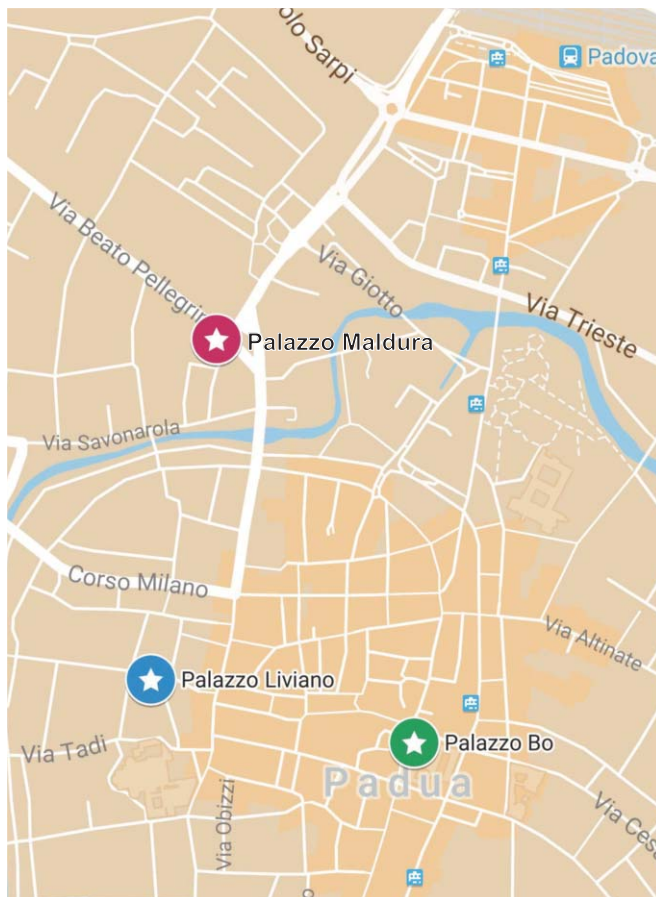 olo Sarpi
Padova
Via Beato Pellegrin
Via Giotto
Via Trieste
Palazzo Maldura
Via Savonarola
Corso Milano
Via Altinate
Palazzo Liviano
Via Tadi
Palazzo Bo
Padua
Via Obizzi
Via Cesa